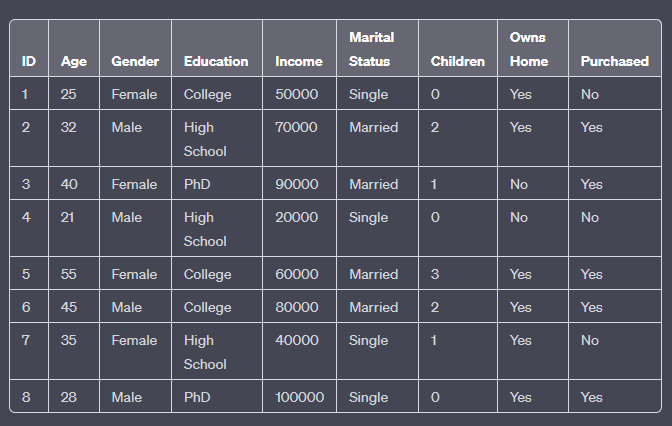 ID Age Gender Education Income Marital Status Children Owns Home Purchased
1 25 Female College 50000 Single 0 Yes No
2 32 Male High School 70000 Married 2 Yes Yes
3 40 Female PhD 90000 Married 1 No Yes
4 21 Male High School 20000 Single 0 No No
5 55 Female College 60000 Married 3 Yes Yes
6 45 Male College 80000 Married 2 Yes Yes
7 35 Female High School 40000 Single 1 Yes No
8 28 Male PhD 100000 Single 0 Yes Yes